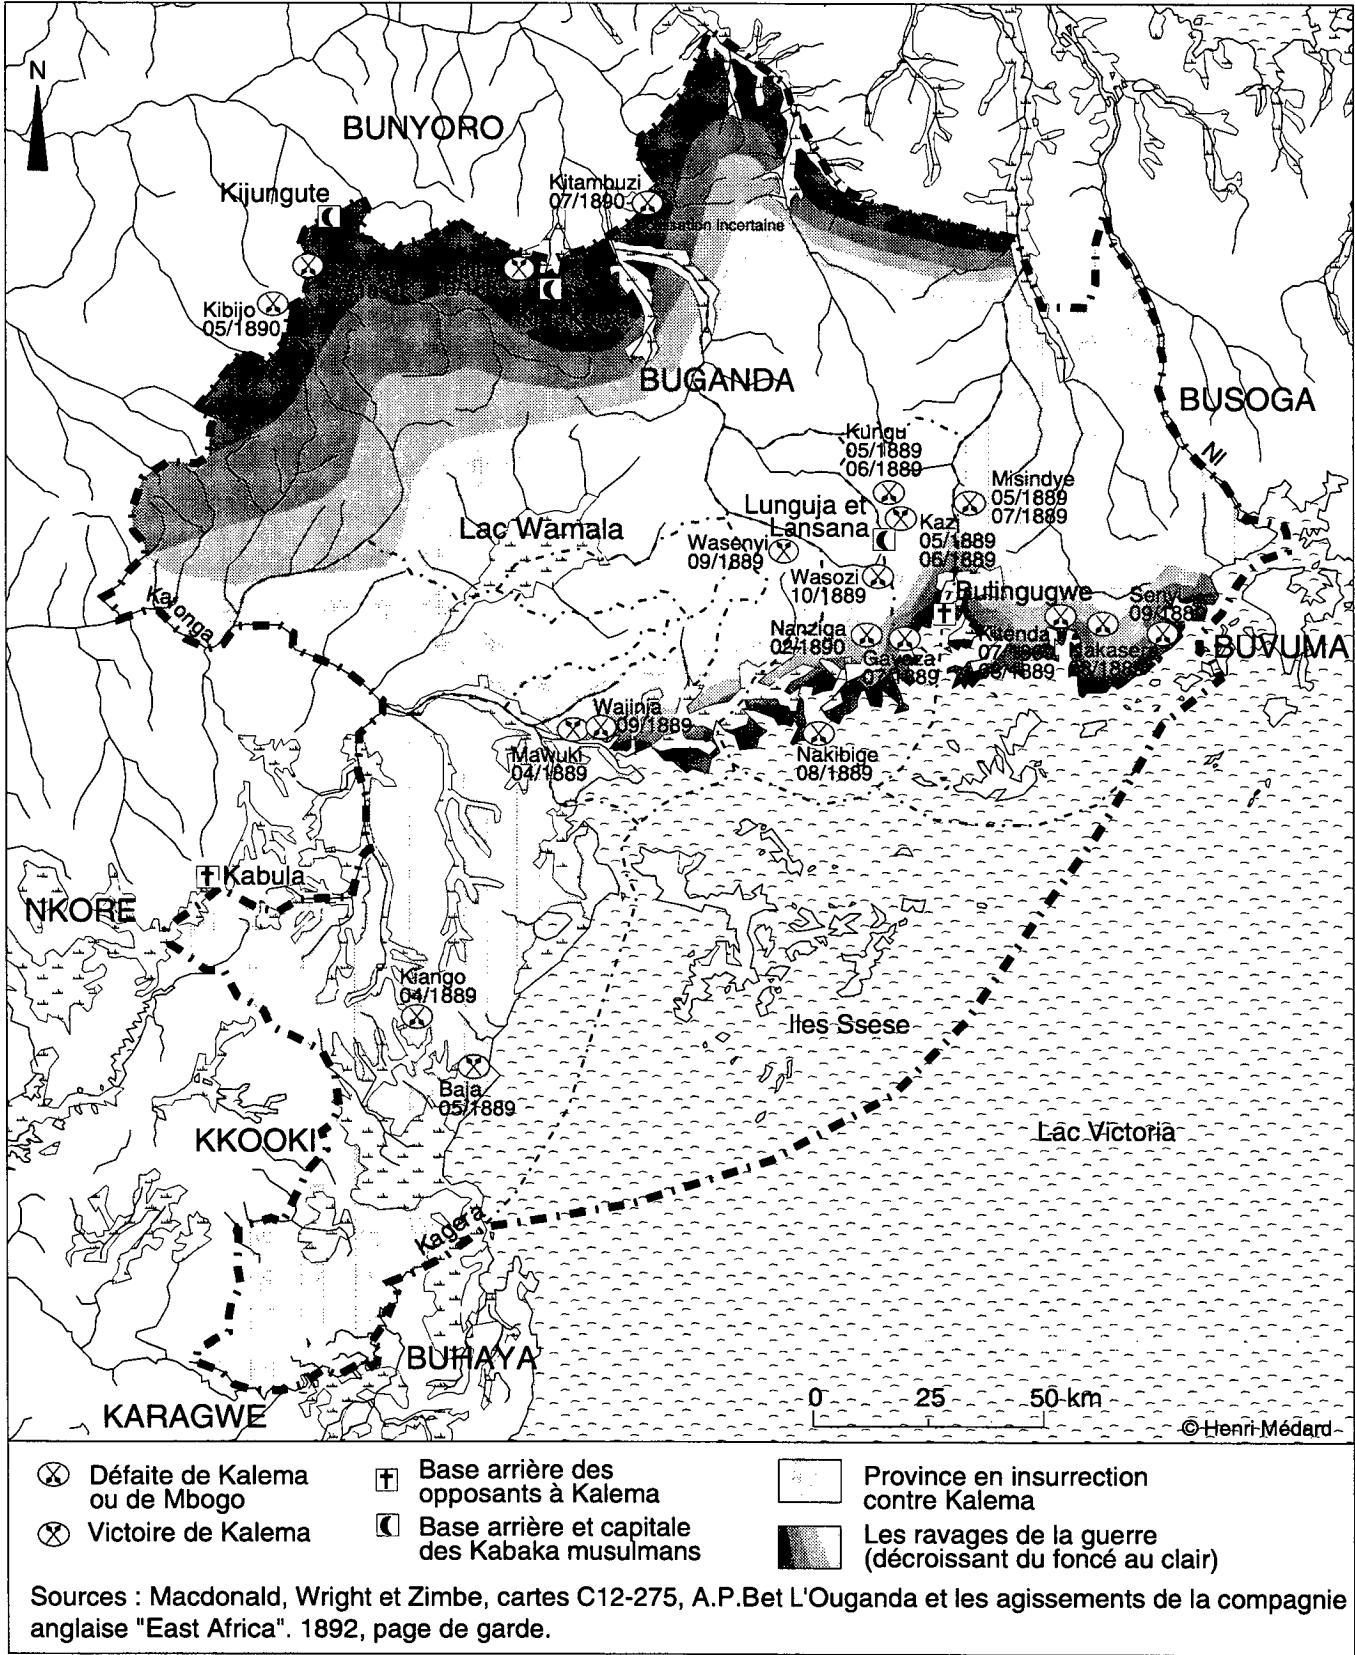 N
BUNYORO
Kijungute
Kitambuzi
07/1890
Kibijo
05/1890
BUGANDA
BUSOGA
Kungu
05/1889
06/1889
Misindye
05/1889
07/1889
Lunguja et
Lansana
Kazi
05/1889
06/1889
Lac Wamala
Wasenyi
09/1889
Wasozi
10/1889
Bulingugwe
09/1889
Katonga
Nanziga
02/1890
Gayaza
07/1889
Kitenda
BUVUMA
Wajinja
09/1889
Mawuki
04/1889
Nakibige
08/1889
Kabula
NKORE
Kiango
04/1889
Iles Ssese
Baja
05/1889
KKOOKI
Lac Victoria
Kagera
BUHAYA
KARAGWE
0 25 50 km
© Henri Médard
Défaite de Kalema
ou de Mbogo
Victoire de Kalema
Base arrière des
opposants à Kalema
Base arrière et capitale
des Kabaka musulmans
Province en insurrection
contre Kalema
Les ravages de la guerre
(décroissant du foncé au clair)
Sources : Macdonald, Wright et Zimbe, cartes C12-275, A.P.Bet L'Ouganda et les agissements de la compagnie
anglaise "East Africa". 1892, page de garde.